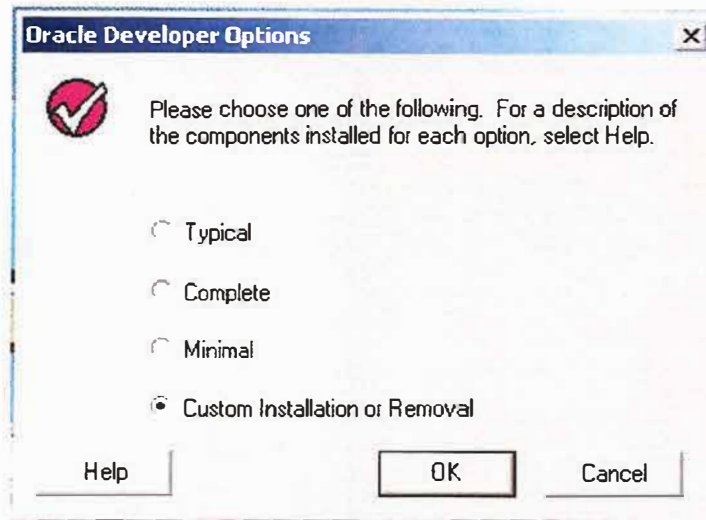 Oracle Developer Options
Please choose one of the following. For a description of
the components installed for each option, select Help.
Typical
Complete
Minimal
Custom Installation or Removal
Help
OK
Cancel